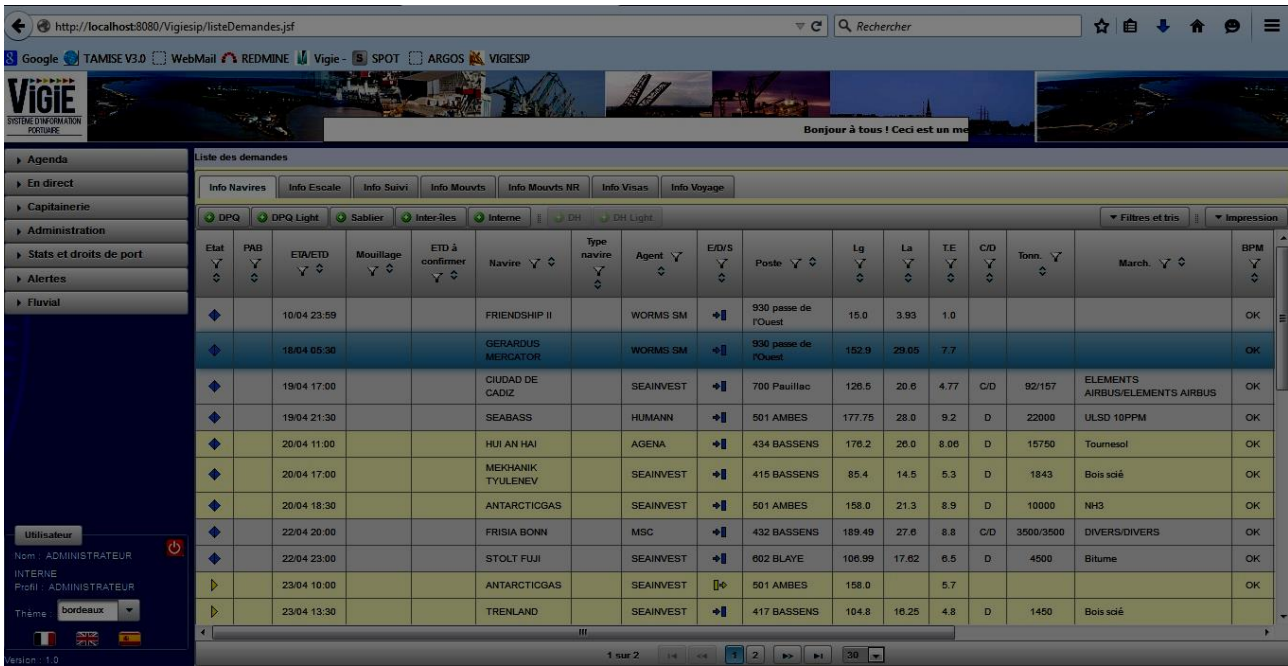 http://localhost:8080/Vigiesip/listeDemandes.jsf Rechercher
Google TAMISE V3.0 WebMail REDMINE Vigie - SPOT ARGOS VIGIESIP
ViGiE
SYSTÈME D'INFORMATION
PORTUAIRE
Bonjour à tous ! Ceci est un me
Agenda
En direct
Capitainerie
Administration
Stats et droits de port
Alertes
Fluvial
Liste des demandes
Info Navires Info Escale Info Suivi Info Mouvts Info Mouvts NR Info Visas Info Voyage
DPQ DPQ Light Sablier Inter-îles Interne DH DH Light Filtres et tris Impression
Etat PAB ETA/ETD Mouillage ETD à confirmer Navire Type navire Agent E/D/S Poste Lg La T.E C/D Tonn. March. BPM
10/04 23:59 FRIENDSHIP II WORMS SM 930 passe de l'Ouest 15.0 3.93 1.0 OK
18/04 05:30 GERARDUS MERCATOR WORMS SM 930 passe de l'Ouest 152.9 29.05 7.7 OK
19/04 17:00 CIUDAD DE CADIZ SEAINVEST 700 Pauillac 126.5 20.6 4.77 C/D 92/157 ELEMENTS AIRBUS/ELEMENTS AIRBUS OK
19/04 21:30 SEABASS HUMANN 501 AMBES 177.75 28.0 9.2 D 22000 ULSD 10PPM OK
20/04 11:00 HUI AN HAI AGENA 434 BASSENS 176.2 26.0 8.06 D 15750 Tournesol OK
20/04 17:00 MEKHANIK TYULENEV SEAINVEST 415 BASSENS 85.4 14.5 5.3 D 1843 Bois scié OK
20/04 18:30 ANTARCTICGAS SEAINVEST 501 AMBES 158.0 21.3 8.9 D 10000 NH3 OK
22/04 20:00 FRISIA BONN MSC 432 BASSENS 189.49 27.6 8.8 C/D 3500/3500 DIVERS/DIVERS OK
22/04 23:00 STOLT FUJI SEAINVEST 602 BLAYE 106.99 17.62 6.5 D 4500 Bitume OK
23/04 10:00 ANTARCTICGAS SEAINVEST 501 AMBES 158.0 5.7 OK
23/04 13:30 TRENLAND SEAINVEST 417 BASSENS 104.8 16.25 4.8 D 1450 Bois scié
Utilisateur
Nom : ADMINISTRATEUR
INTERNE
Profil : ADMINISTRATEUR
Thème : bordeaux
Version : 1.0
1 sur 2 1 2 30